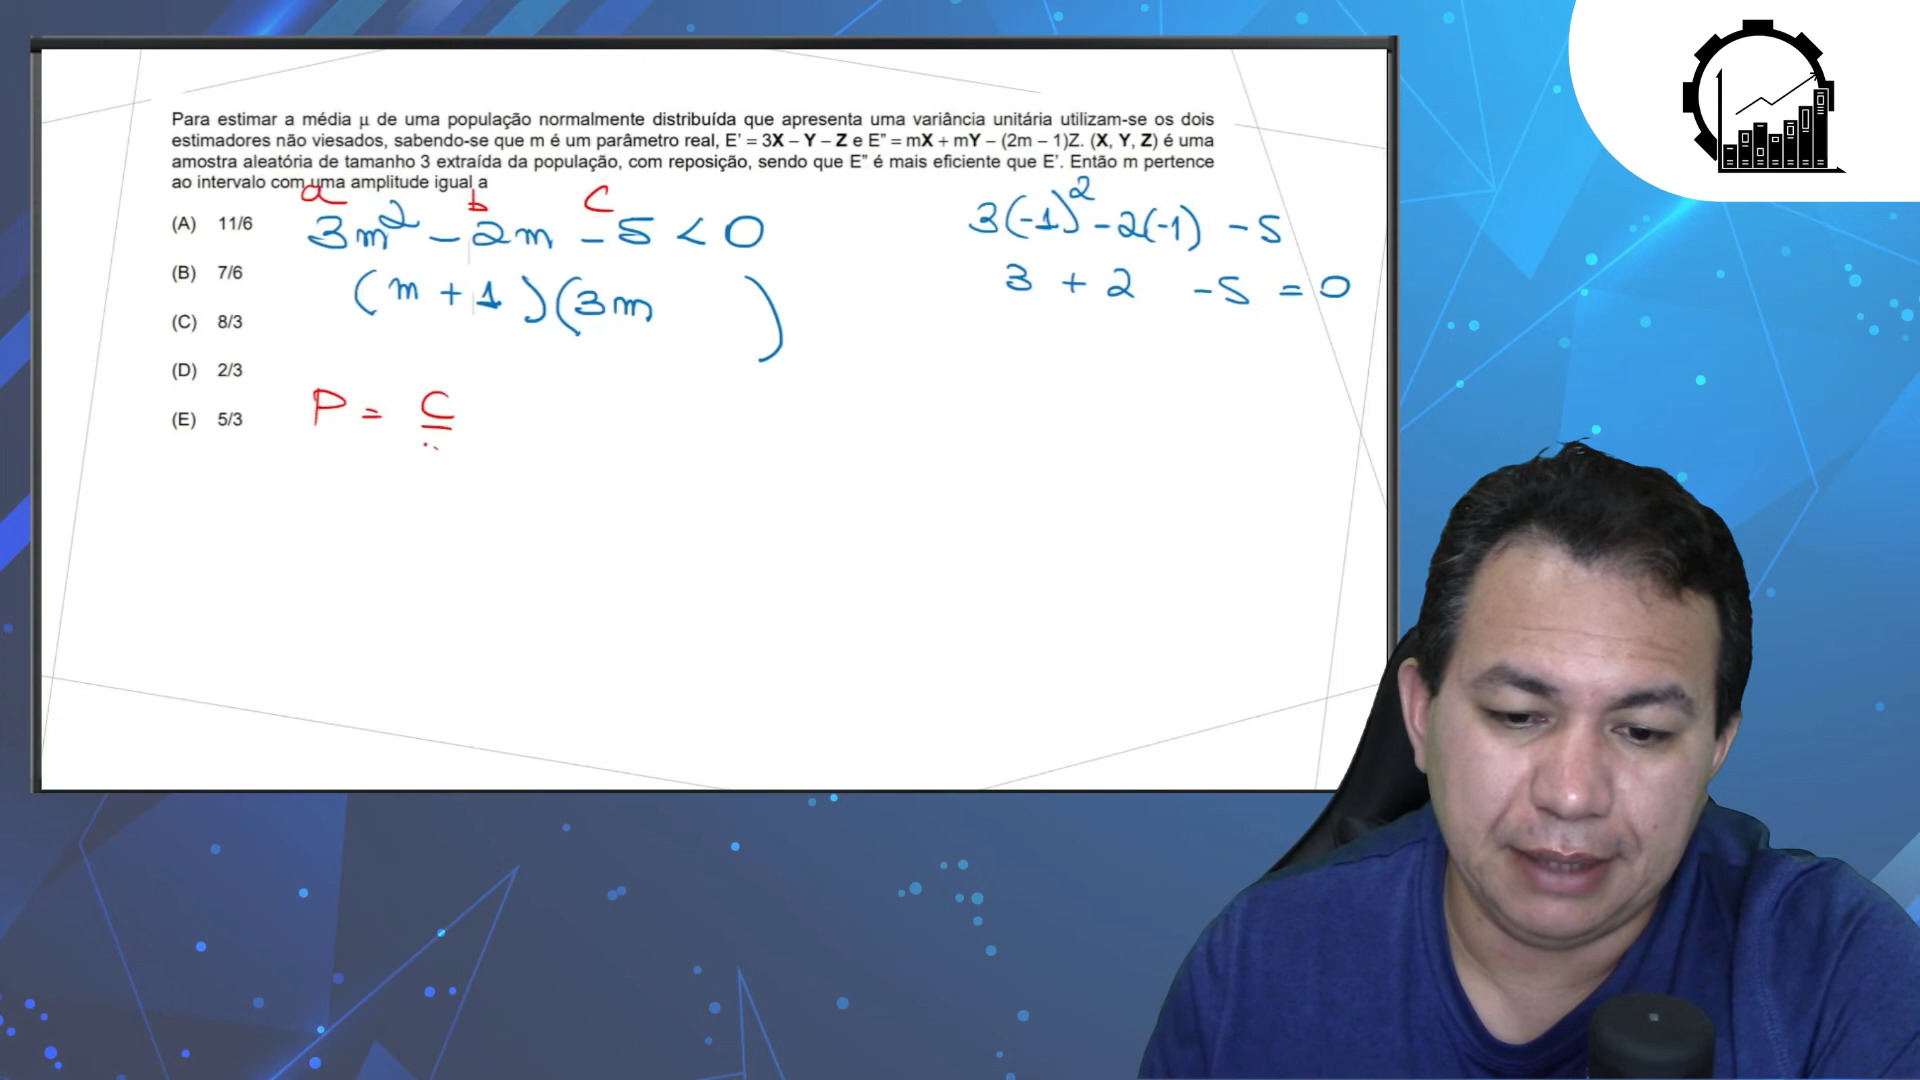 Para estimar a média μ de uma população normalmente distribuída que apresenta uma variância unitária utilizam-se os dois
estimadores não viesados, sabendo-se que m é um parâmetro real, E' = 3X – Y – Z e E" = mX + mY – (2m – 1)Z. (X, Y, Z) é uma
amostra aleatória de tamanho 3 extraída da população, com reposição, sendo que E" é mais eficiente que E'. Então m pertence
ao intervalo com uma amplitude igual a
(A) 11/6
(B) 7/6
(C) 8/3
(D) 2/3
(E) 5/3
a b c
3m² - 2m - 5 < 0
(m + 1)(3m )
P = c
3(-1)² - 2(-1) - 5
3 + 2 - 5 = 0